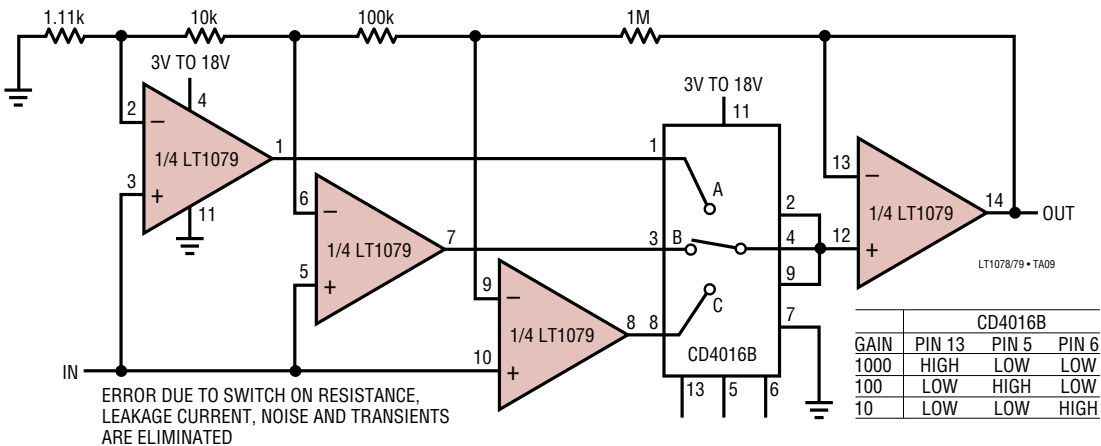 1.11k 10k 100k 1M
3V TO 18V
4
2
1/4 LT1079
1
3
11
3V TO 18V
11
1
A
6
1/4 LT1079
7
5
3
B
2
4
9
7
C
9
1/4 LT1079
8
10
8
CD4016B
13 5 6
13
1/4 LT1079
14
OUT
12
LT1078/79 • TA09
IN
ERROR DUE TO SWITCH ON RESISTANCE,
LEAKAGE CURRENT, NOISE AND TRANSIENTS
ARE ELIMINATED
CD4016B
GAIN PIN 13 PIN 5 PIN 6
1000 HIGH LOW LOW
100 LOW HIGH LOW
10 LOW LOW HIGH